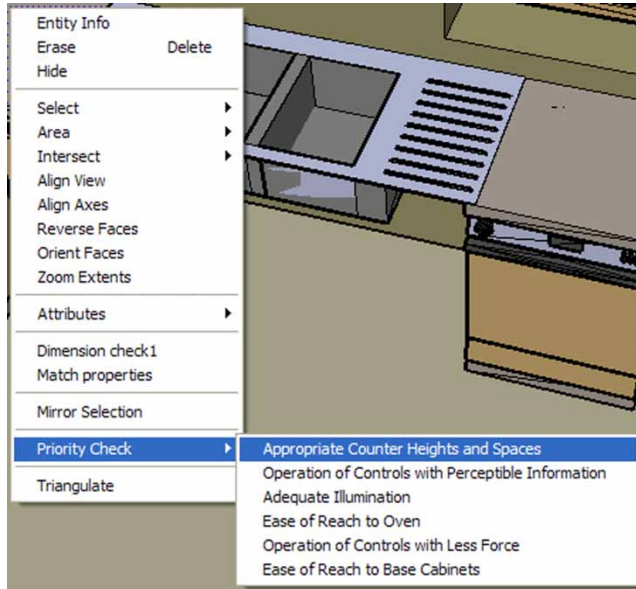 Entity Info
Erase Delete
Hide
Select
Area
Intersect
Align View
Align Axes
Reverse Faces
Orient Faces
Zoom Extents
Attributes
Dimension check1
Match properties
Mirror Selection
Priority Check
Triangulate
Appropriate Counter Heights and Spaces
Operation of Controls with Perceptible Information
Adequate Illumination
Ease of Reach to Oven
Operation of Controls with Less Force
Ease of Reach to Base Cabinets